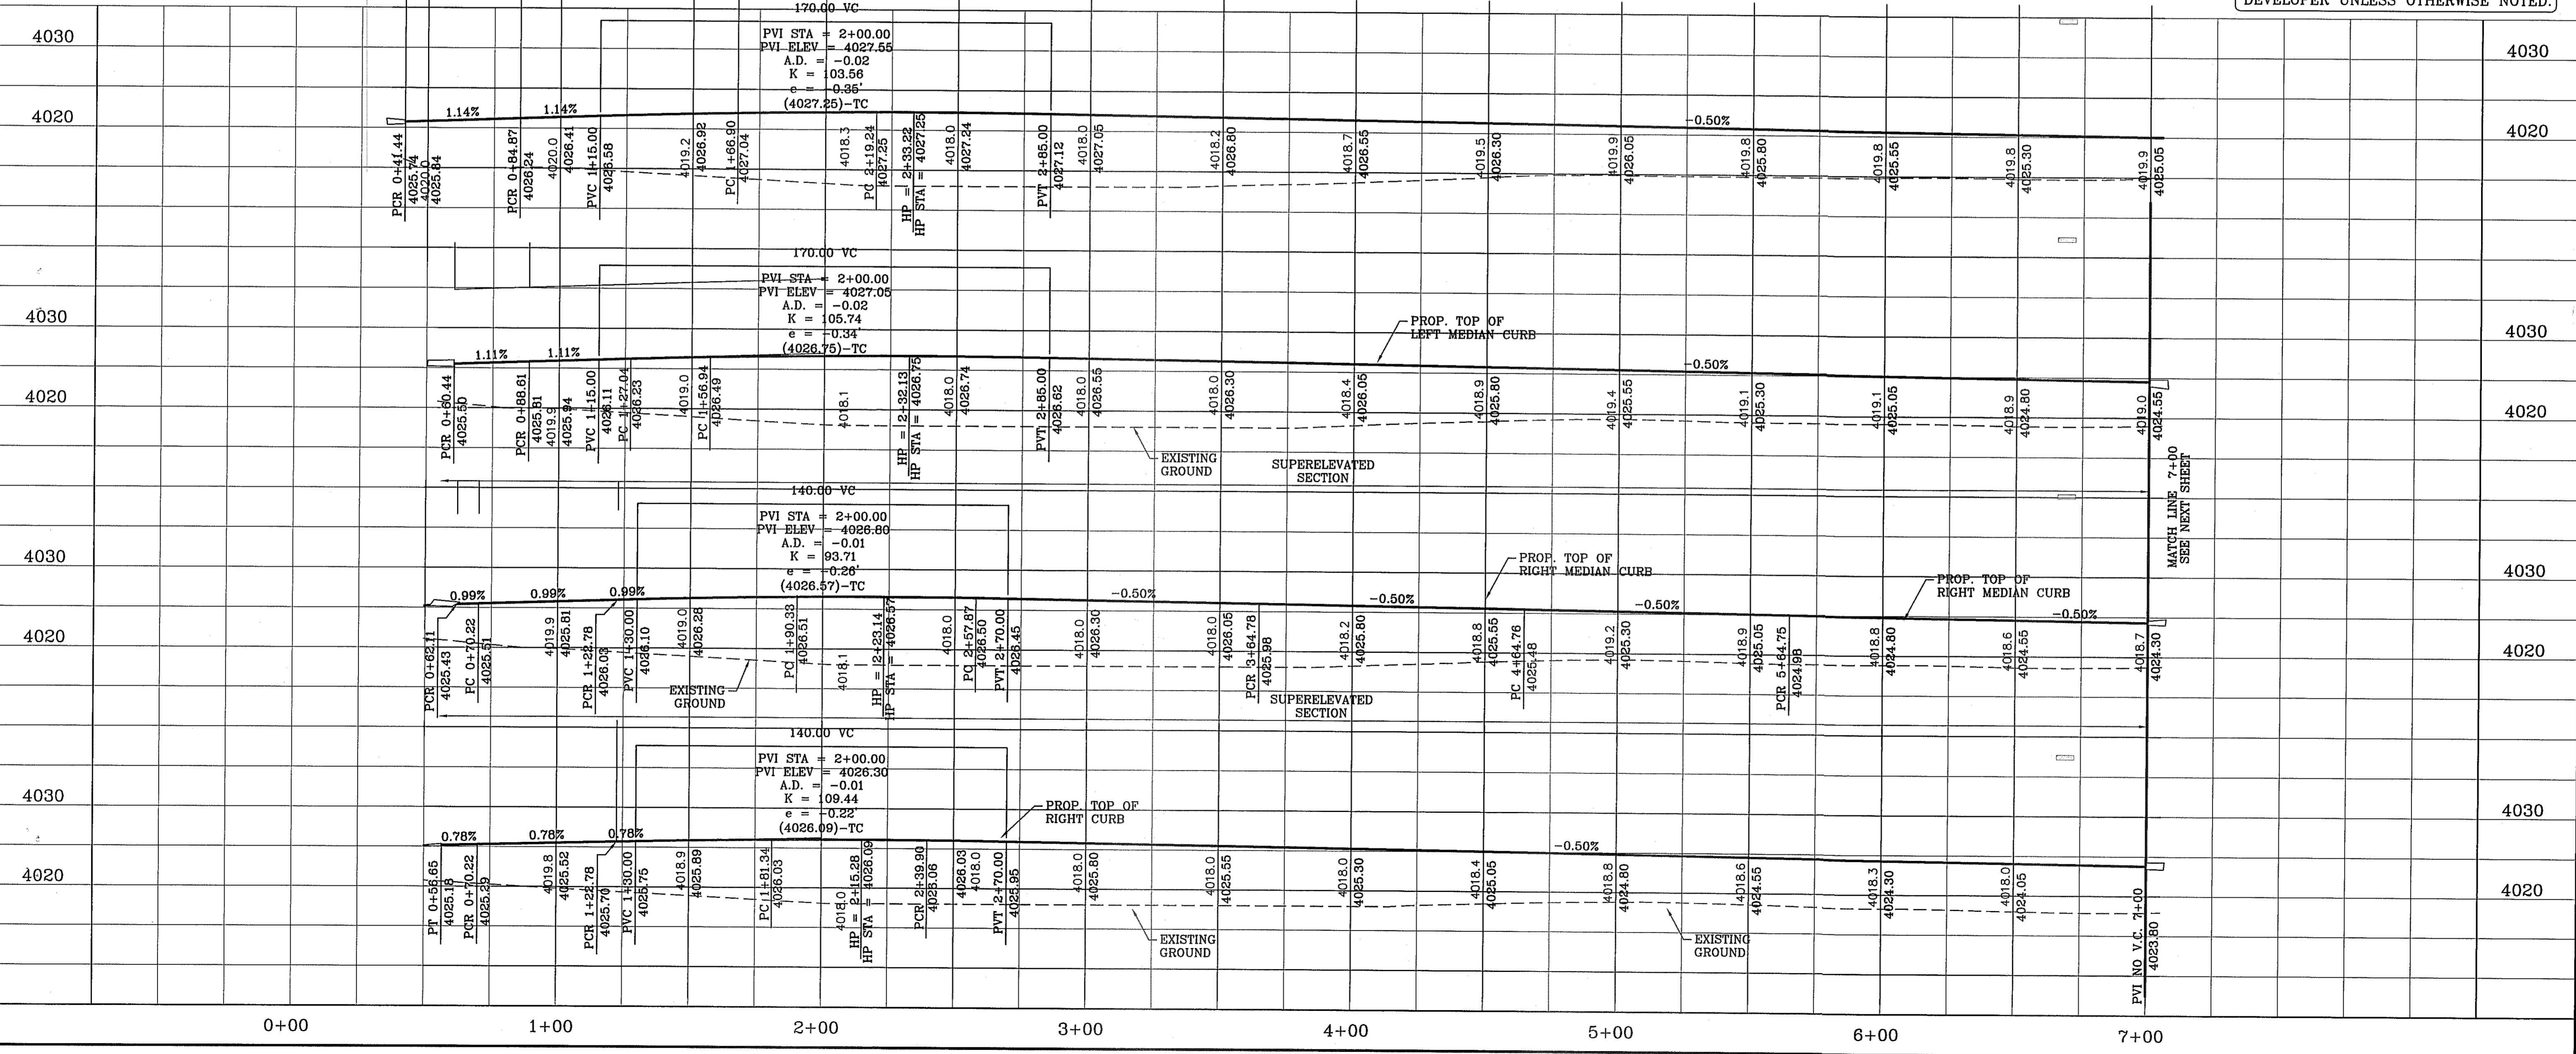 DEVELOPER UNLESS OTHERWISE NOTED.
170.00 VC
PVI STA = 2+00.00
PVI ELEV = 4027.55
A.D. = -0.02
K = 103.56
e = -0.35'
(4027.25)-TC
4030
4030
4020
4020
1.14%
1.14%
-0.50%
PCR 0+41.44
4025.74
4020.0
4025.84
PCR 0+84.87
4026.24
4020.0
4026.41
PVC 1+15.00
4026.58
4019.2
4026.92
PC 1+66.90
4027.04
4018.3
PC 2+19.24
4027.25
HP = 2+33.22
HP STA = 4027.25
4018.0
4027.24
PVT 2+85.00
4027.12
4018.0
4027.05
4018.2
4026.80
4018.7
4026.55
4019.5
4026.30
4019.9
4026.05
4019.8
4025.80
4019.8
4025.55
4019.8
4025.30
4019.9
4025.05
170.00 VC
PVI STA = 2+00.00
PVI ELEV = 4027.05
A.D. = -0.02
K = 105.74
e = -0.34'
(4026.75)-TC
4030
4030
4020
4020
1.11%
1.11%
PROP. TOP OF
LEFT MEDIAN CURB
-0.50%
PCR 0+60.44
4025.50
PCR 0+88.61
4025.81
4019.9
4025.94
PVC 1+15.00
4026.11
PC 1+27.04
4026.23
4019.0
PC 1+56.94
4026.49
4018.1
HP = 2+32.13
HP STA = 4026.75
4018.0
4026.74
PVT 2+85.00
4026.62
4018.0
4026.55
4018.0
4026.30
4018.4
4026.05
4018.9
4025.80
4019.4
4025.55
4019.1
4025.30
4019.1
4025.05
4018.9
4024.80
4019.0
4024.55
EXISTING
GROUND
SUPERELEVATED
SECTION
MATCH LINE 7+00
SEE NEXT SHEET
140.00 VC
PVI STA = 2+00.00
PVI ELEV = 4026.80
A.D. = -0.01
K = 93.71
e = -0.26'
(4026.57)-TC
4030
4030
4020
4020
0.99%
0.99%
0.99%
-0.50%
-0.50%
PROP. TOP OF
RIGHT MEDIAN CURB
-0.50%
PROP. TOP OF
RIGHT MEDIAN CURB
-0.50%
PCR 0+62.11
4025.43
PC 0+70.22
4025.51
4019.9
4025.81
PCR 1+22.78
4026.03
PVC 1+30.00
4026.10
4019.0
4026.28
PC 1+90.33
4026.51
4018.1
HP = 2+23.14
HP STA = 4026.57
4018.0
PC 2+57.87
4026.50
PVT 2+70.00
4026.45
4018.0
4026.30
4018.0
4026.05
PCR 3+64.78
4025.98
4018.2
4025.80
4018.8
4025.55
PC 4+64.76
4025.48
4019.2
4025.30
4018.9
4025.05
PCR 5+64.75
4024.98
4018.8
4024.80
4018.6
4024.55
4018.7
4024.30
EXISTING
GROUND
SUPERELEVATED
SECTION
140.00 VC
PVI STA = 2+00.00
PVI ELEV = 4026.30
A.D. = -0.01
K = 109.44
e = -0.22'
(4026.09)-TC
4030
4030
4020
4020
0.78%
0.78%
0.78%
PROP. TOP OF
RIGHT CURB
-0.50%
PT 0+56.65
4025.18
PCR 0+70.22
4025.29
4019.8
4025.52
PCR 1+22.78
4025.70
PVC 1+30.00
4025.75
4018.9
4025.89
PC 1+81.34
4026.03
4018.0
HP = 2+15.28
HP STA = 4026.09
PCR 2+39.90
4026.06
4026.03
4018.0
PVT 2+70.00
4025.95
4018.0
4025.80
4018.0
4025.55
4018.0
4025.30
4018.4
4025.05
4018.8
4024.80
4018.6
4024.55
4018.3
4024.30
4018.0
4024.05
PVI NO V.C. 7+00
4023.80
EXISTING
GROUND
EXISTING
GROUND
0+00
1+00
2+00
3+00
4+00
5+00
6+00
7+00